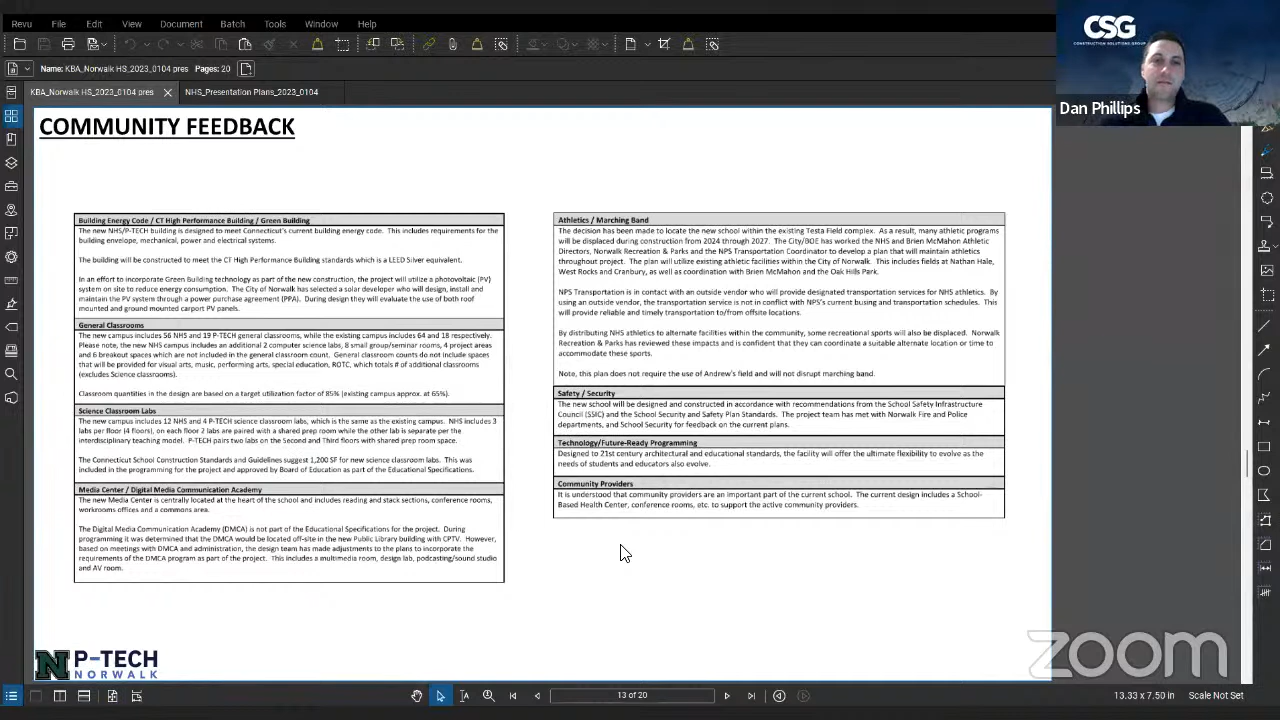 Revu File Edit View Document Batch Tools Window Help
Name: KBA_Norwalk HS_2023_0104 pres Pages: 20
KBA_Norwalk HS_2023_0104 pres NHS_Presentation Plans_2023_0104
CSG
CONSTRUCTION SOLUTIONS GROUP
Dan Phillips
COMMUNITY FEEDBACK
Building Energy Code / CT High Performance Building / Green Building
The new NHS/P-TECH building is designed to meet Connecticut's current building energy code. This includes requirements for the
building envelope, mechanical, power and electrical systems.
The building will be constructed to meet the CT High Performance Building standards which is a LEED Silver equivalent.
In an effort to incorporate Green Building technology as part of the new construction, the project will utilize a photovoltaic (PV)
system on site to reduce energy consumption. The City of Norwalk has selected a solar developer who will design, install and
maintain the PV system through a power purchase agreement (PPA). During design they will evaluate the use of both roof
mounted and ground mounted carport PV panels.
General Classrooms
The new campus includes 56 NHS and 19 P-TECH general classrooms, while the existing campus includes 64 and 18 respectively.
Please note, the new NHS campus includes an additional 2 computer science labs, 8 small group/seminar rooms, 4 project areas
and 6 breakout spaces which are not included in the general classroom count. General classroom counts do not include spaces
that will be provided for visual arts, music, performing arts, special education, ROTC, which totals # of additional classrooms
(excludes Science classrooms).
Classroom quantities in the design are based on a target utilization factor of 85% (existing campus approx. at 65%).
Science Classroom Labs
The new campus includes 12 NHS and 4 P-TECH science classroom labs, which is the same as the existing campus. NHS includes 3
labs per floor (4 floors), on each floor 2 labs are paired with a shared prep room while the other lab is separate per the
interdisciplinary teaching model. P-TECH pairs two labs on the Second and Third floors with shared prep room space.
The Connecticut School Construction Standards and Guidelines suggest 1,200 SF for new science classroom labs. This was
included in the programming for the project and approved by Board of Education as part of the Educational Specifications.
Media Center / Digital Media Communication Academy
The new Media Center is centrally located at the heart of the school and includes reading and stack sections, conference rooms,
workrooms offices and a commons area.
The Digital Media Communication Academy (DMCA) is not part of the Educational Specifications for the project. During
programming it was determined that the DMCA would be located off-site in the new Public Library building with CPTV. However,
based on meetings with DMCA and administration, the design team has made adjustments to the plans to incorporate the
requirements of the DMCA program as part of the project. This includes a multimedia room, design lab, podcasting/sound studio
and AV room.
Athletics / Marching Band
The decision has been made to locate the new school within the existing Testa Field complex. As a result, many athletic programs
will be displaced during construction from 2024 through 2027. The City/BOE has worked the NHS and Brien McMahon Athletic
Directors, Norwalk Recreation & Parks and the NPS Transportation Coordinator to develop a plan that will maintain athletics
throughout project. The plan will utilize existing athletic facilities within the City of Norwalk. This includes fields at Nathan Hale,
West Rocks and Cranbury, as well as coordination with Brien McMahon and the Oak Hills Park.
NPS Transportation is in contact with an outside vendor who will provide designated transportation services for NHS athletics. By
using an outside vendor, the transportation service is not in conflict with NPS's current busing and transportation schedules. This
will provide reliable and timely transportation to/from offsite locations.
By distributing NHS athletics to alternate facilities within the community, some recreational sports will also be displaced. Norwalk
Recreation & Parks has reviewed these impacts and is confident that they can coordinate a suitable alternate location or time to
accommodate these sports.
Note, this plan does not require the use of Andrew's field and will not disrupt marching band.
Safety / Security
The new school will be designed and constructed in accordance with recommendations from the School Safety Infrastructure
Council (SSIC) and the School Security and Safety Plan Standards. The project team has met with Norwalk Fire and Police
departments, and School Security for feedback on the current plans.
Technology/Future-Ready Programming
Designed to 21st century architectural and educational standards, the facility will offer the ultimate flexibility to evolve as the
needs of students and educators also evolve.
Community Providers
It is understood that community providers are an important part of the current school. The current design includes a School-
Based Health Center, conference rooms, etc. to support the active community providers.
N P-TECH
NORWALK
zoom
13 of 20
13.33 x 7.50 in Scale Not Set